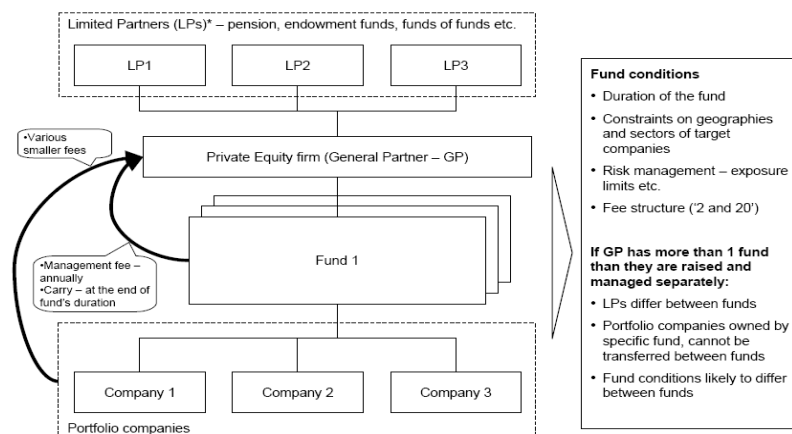 Limited Partners (LPs)* – pension, endowment funds, funds of funds etc.
LP1
LP2
LP3
•Various
smaller fees
Private Equity firm (General Partner – GP)
Fund 1
•Management fee –
annually
•Carry – at the end of
fund's duration
Company 1
Company 2
Company 3
Portfolio companies
Fund conditions
• Duration of the fund
• Constraints on geographies
and sectors of target
companies
• Risk management – exposure
limits etc.
• Fee structure ('2 and 20')
If GP has more than 1 fund
than they are raised and
managed separately:
• LPs differ between funds
• Portfolio companies owned by
specific fund, cannot be
transferred between funds
• Fund conditions likely to differ
between funds